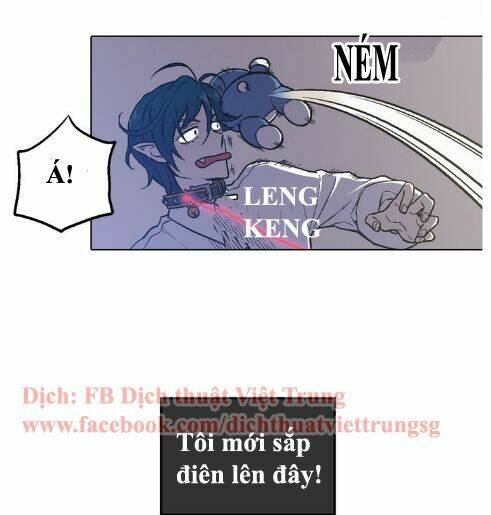 NÉM
Á!
LENG
KENG
Dịch: FB Dịch thuật Việt Trung
www.facebook.com/dichthuatviettrungsg
Tôi mới sắp
điên lên đây!